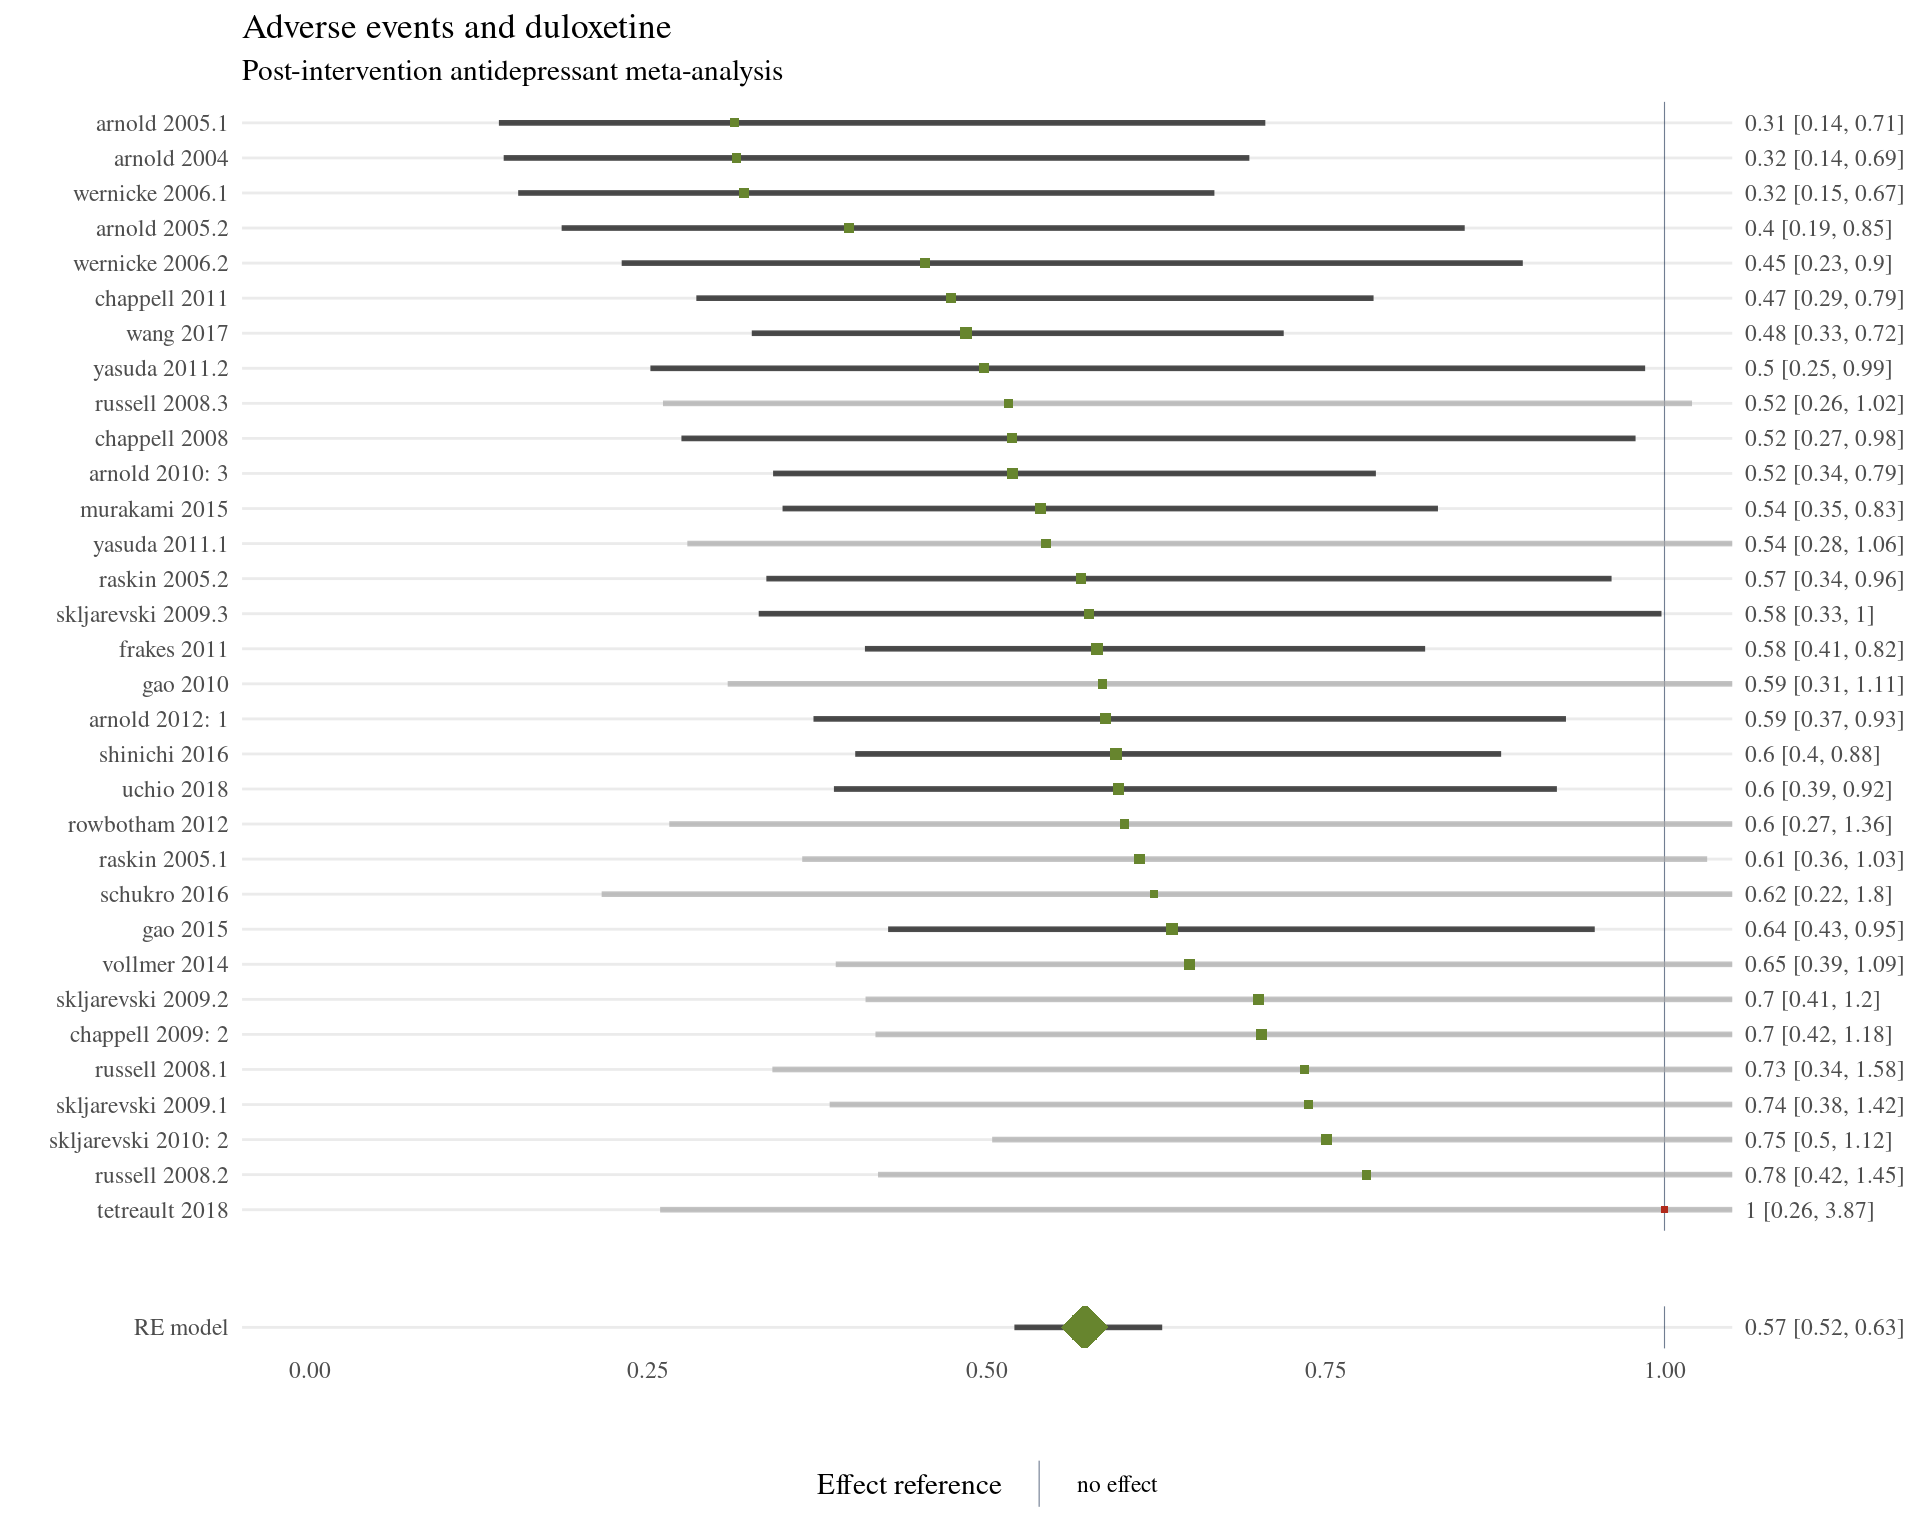 Adverse events and duloxetine
Post-intervention antidepressant meta-analysis
arnold 2005.1 0.31 [0.14, 0.71]
arnold 2004 0.32 [0.14, 0.69]
wernicke 2006.1 0.32 [0.15, 0.67]
arnold 2005.2 0.4 [0.19, 0.85]
wernicke 2006.2 0.45 [0.23, 0.9]
chappell 2011 0.47 [0.29, 0.79]
wang 2017 0.48 [0.33, 0.72]
yasuda 2011.2 0.5 [0.25, 0.99]
russell 2008.3 0.52 [0.26, 1.02]
chappell 2008 0.52 [0.27, 0.98]
arnold 2010: 3 0.52 [0.34, 0.79]
murakami 2015 0.54 [0.35, 0.83]
yasuda 2011.1 0.54 [0.28, 1.06]
raskin 2005.2 0.57 [0.34, 0.96]
skljarevski 2009.3 0.58 [0.33, 1]
frakes 2011 0.58 [0.41, 0.82]
gao 2010 0.59 [0.31, 1.11]
arnold 2012: 1 0.59 [0.37, 0.93]
shinichi 2016 0.6 [0.4, 0.88]
uchio 2018 0.6 [0.39, 0.92]
rowbotham 2012 0.6 [0.27, 1.36]
raskin 2005.1 0.61 [0.36, 1.03]
schukro 2016 0.62 [0.22, 1.8]
gao 2015 0.64 [0.43, 0.95]
vollmer 2014 0.65 [0.39, 1.09]
skljarevski 2009.2 0.7 [0.41, 1.2]
chappell 2009: 2 0.7 [0.42, 1.18]
russell 2008.1 0.73 [0.34, 1.58]
skljarevski 2009.1 0.74 [0.38, 1.42]
skljarevski 2010: 2 0.75 [0.5, 1.12]
russell 2008.2 0.78 [0.42, 1.45]
tetreault 2018 1 [0.26, 3.87]
RE model 0.57 [0.52, 0.63]
0.00 0.25 0.50 0.75 1.00
Effect reference no effect